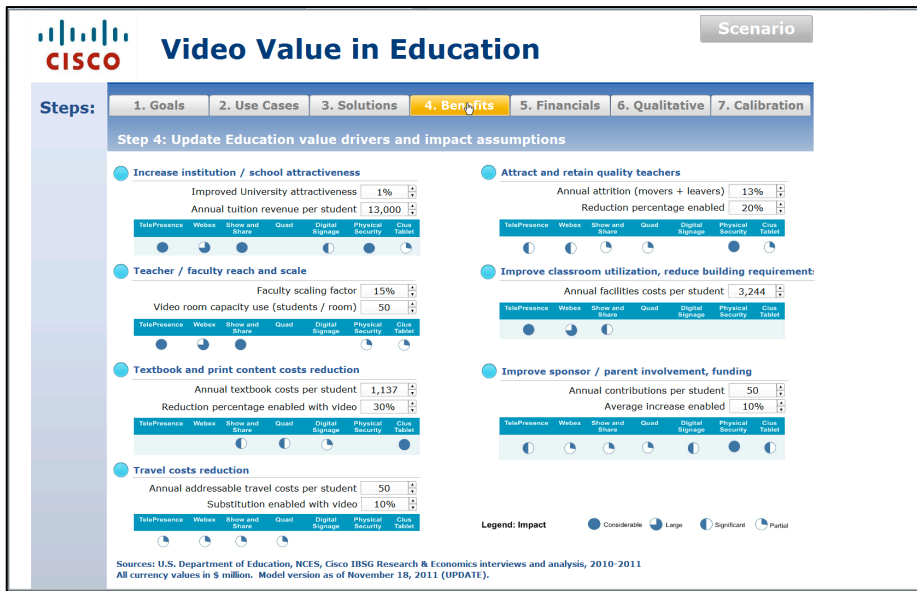 Scenario
CISCO
Video Value in Education
Steps:
1. Goals
2. Use Cases
3. Solutions
4. Benefits
5. Financials
6. Qualitative
7. Calibration
Step 4: Update Education value drivers and impact assumptions
Increase institution / school attractiveness
Improved University attractiveness 1%
Annual tuition revenue per student 13,000
TelePresence Webex Show and Share Quad Digital Signage Physical Security Cius Tablet
Teacher / faculty reach and scale
Faculty scaling factor 15%
Video room capacity use (students / room) 50
TelePresence Webex Show and Share Quad Digital Signage Physical Security Cius Tablet
Textbook and print content costs reduction
Annual textbook costs per student 1,137
Reduction percentage enabled with video 30%
TelePresence Webex Show and Share Quad Digital Signage Physical Security Cius Tablet
Travel costs reduction
Annual addressable travel costs per student 50
Substitution enabled with video 10%
TelePresence Webex Show and Share Quad Digital Signage Physical Security Cius Tablet
Attract and retain quality teachers
Annual attrition (movers + leavers) 13%
Reduction percentage enabled 20%
TelePresence Webex Show and Share Quad Digital Signage Physical Security Cius Tablet
Improve classroom utilization, reduce building requirement
Annual facilities costs per student 3,244
TelePresence Webex Show and Share Quad Digital Signage Physical Security Cius Tablet
Improve sponsor / parent involvement, funding
Annual contributions per student 50
Average increase enabled 10%
TelePresence Webex Show and Share Quad Digital Signage Physical Security Cius Tablet
Legend: Impact Considerable Large Significant Partial
Sources: U.S. Department of Education, NCES, Cisco IBSG Research & Economics interviews and analysis, 2010-2011
All currency values in $ million. Model version as of November 18, 2011 (UPDATE).